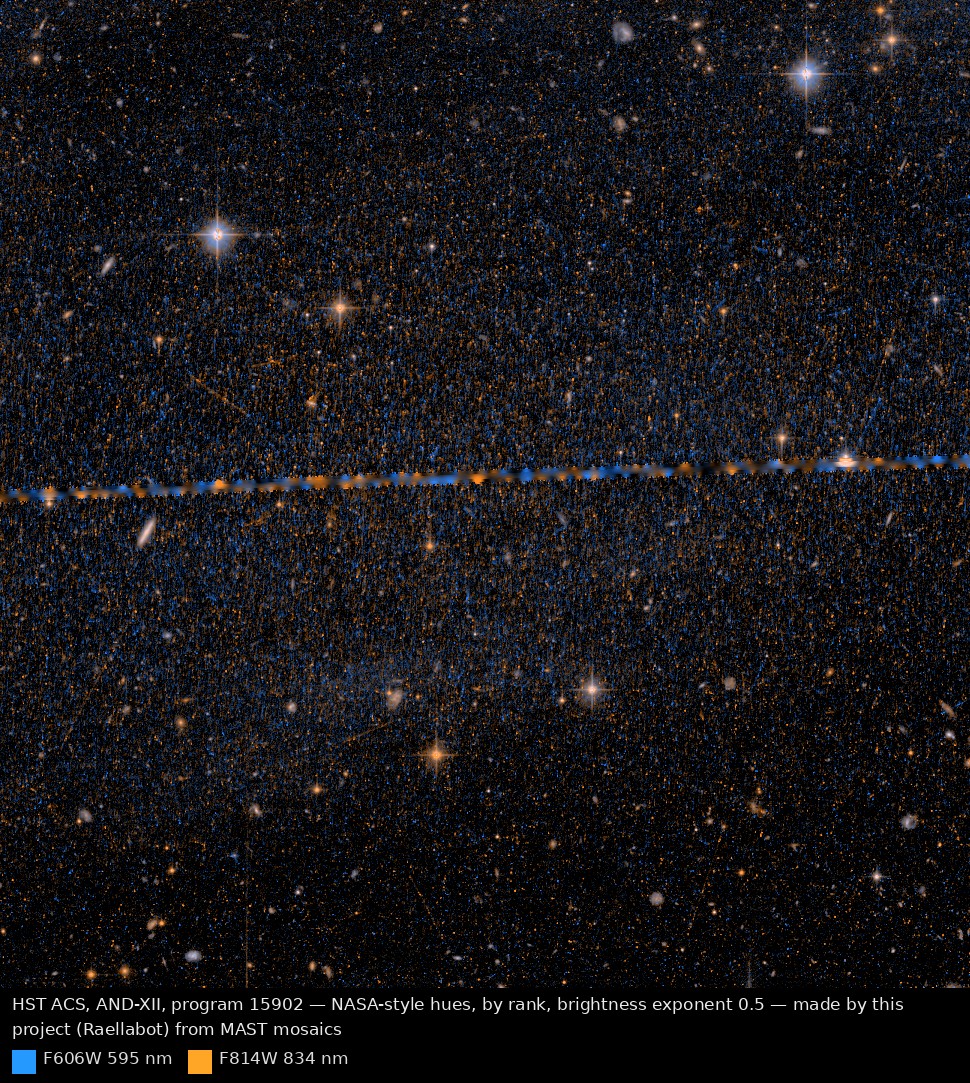 HST ACS, AND-XII, program 15902 — NASA-style hues, by rank, brightness exponent 0.5 — made by this
project (Raellabot) from MAST mosaics
F606W 595 nm F814W 834 nm